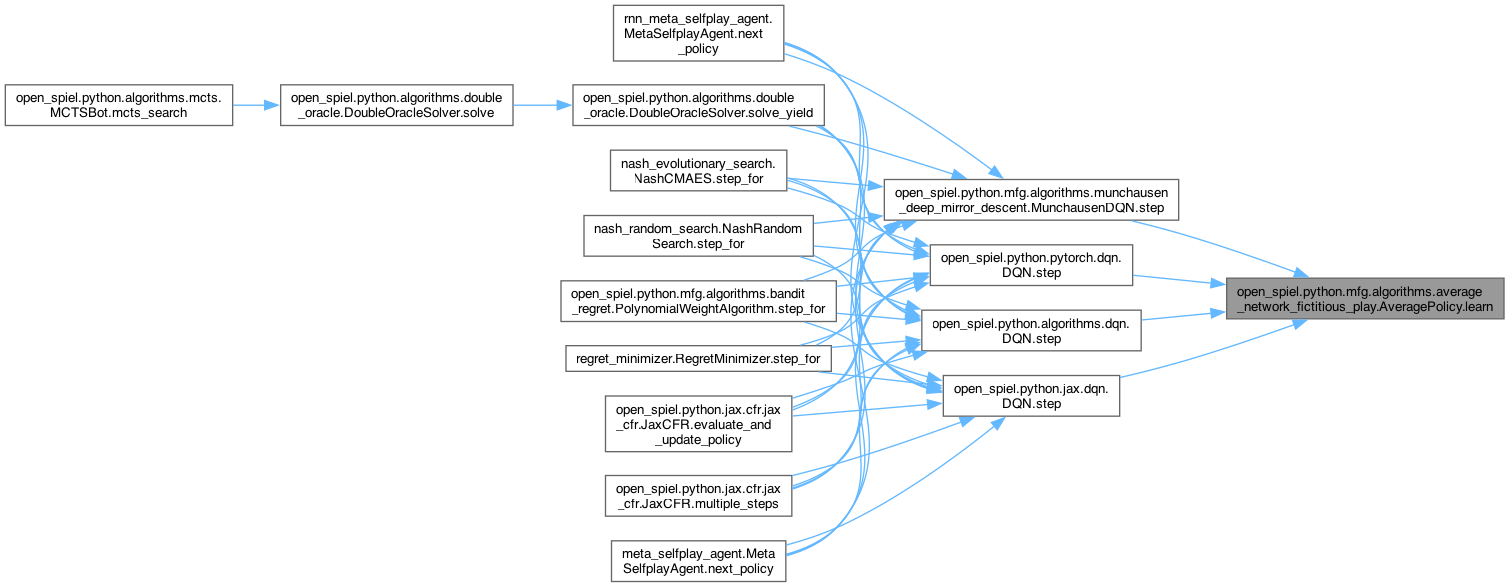 rnn_meta_selfplay_agent.
MetaSelfplayAgent.next
_policy
open_spiel.python.algorithms.mcts.
MCTSBot.mcts_search
open_spiel.python.algorithms.double
_oracle.DoubleOracleSolver.solve
open_spiel.python.algorithms.double
_oracle.DoubleOracleSolver.solve_yield
nash_evolutionary_search.
NashCMAES.step_for
open_spiel.python.mfg.algorithms.munchausen
_deep_mirror_descent.MunchausenDQN.step
nash_random_search.NashRandom
Search.step_for
open_spiel.python.pytorch.dqn.
DQN.step
open_spiel.python.mfg.algorithms.average
_network_fictitious_play.AveragePolicy.learn
open_spiel.python.mfg.algorithms.bandit
_regret.PolynomialWeightAlgorithm.step_for
open_spiel.python.algorithms.dqn.
DQN.step
regret_minimizer.RegretMinimizer.step_for
open_spiel.python.jax.dqn.
DQN.step
open_spiel.python.jax.cfr.jax
_cfr.JaxCFR.evaluate_and
_update_policy
open_spiel.python.jax.cfr.jax
_cfr.JaxCFR.multiple_steps
meta_selfplay_agent.Meta
SelfplayAgent.next_policy